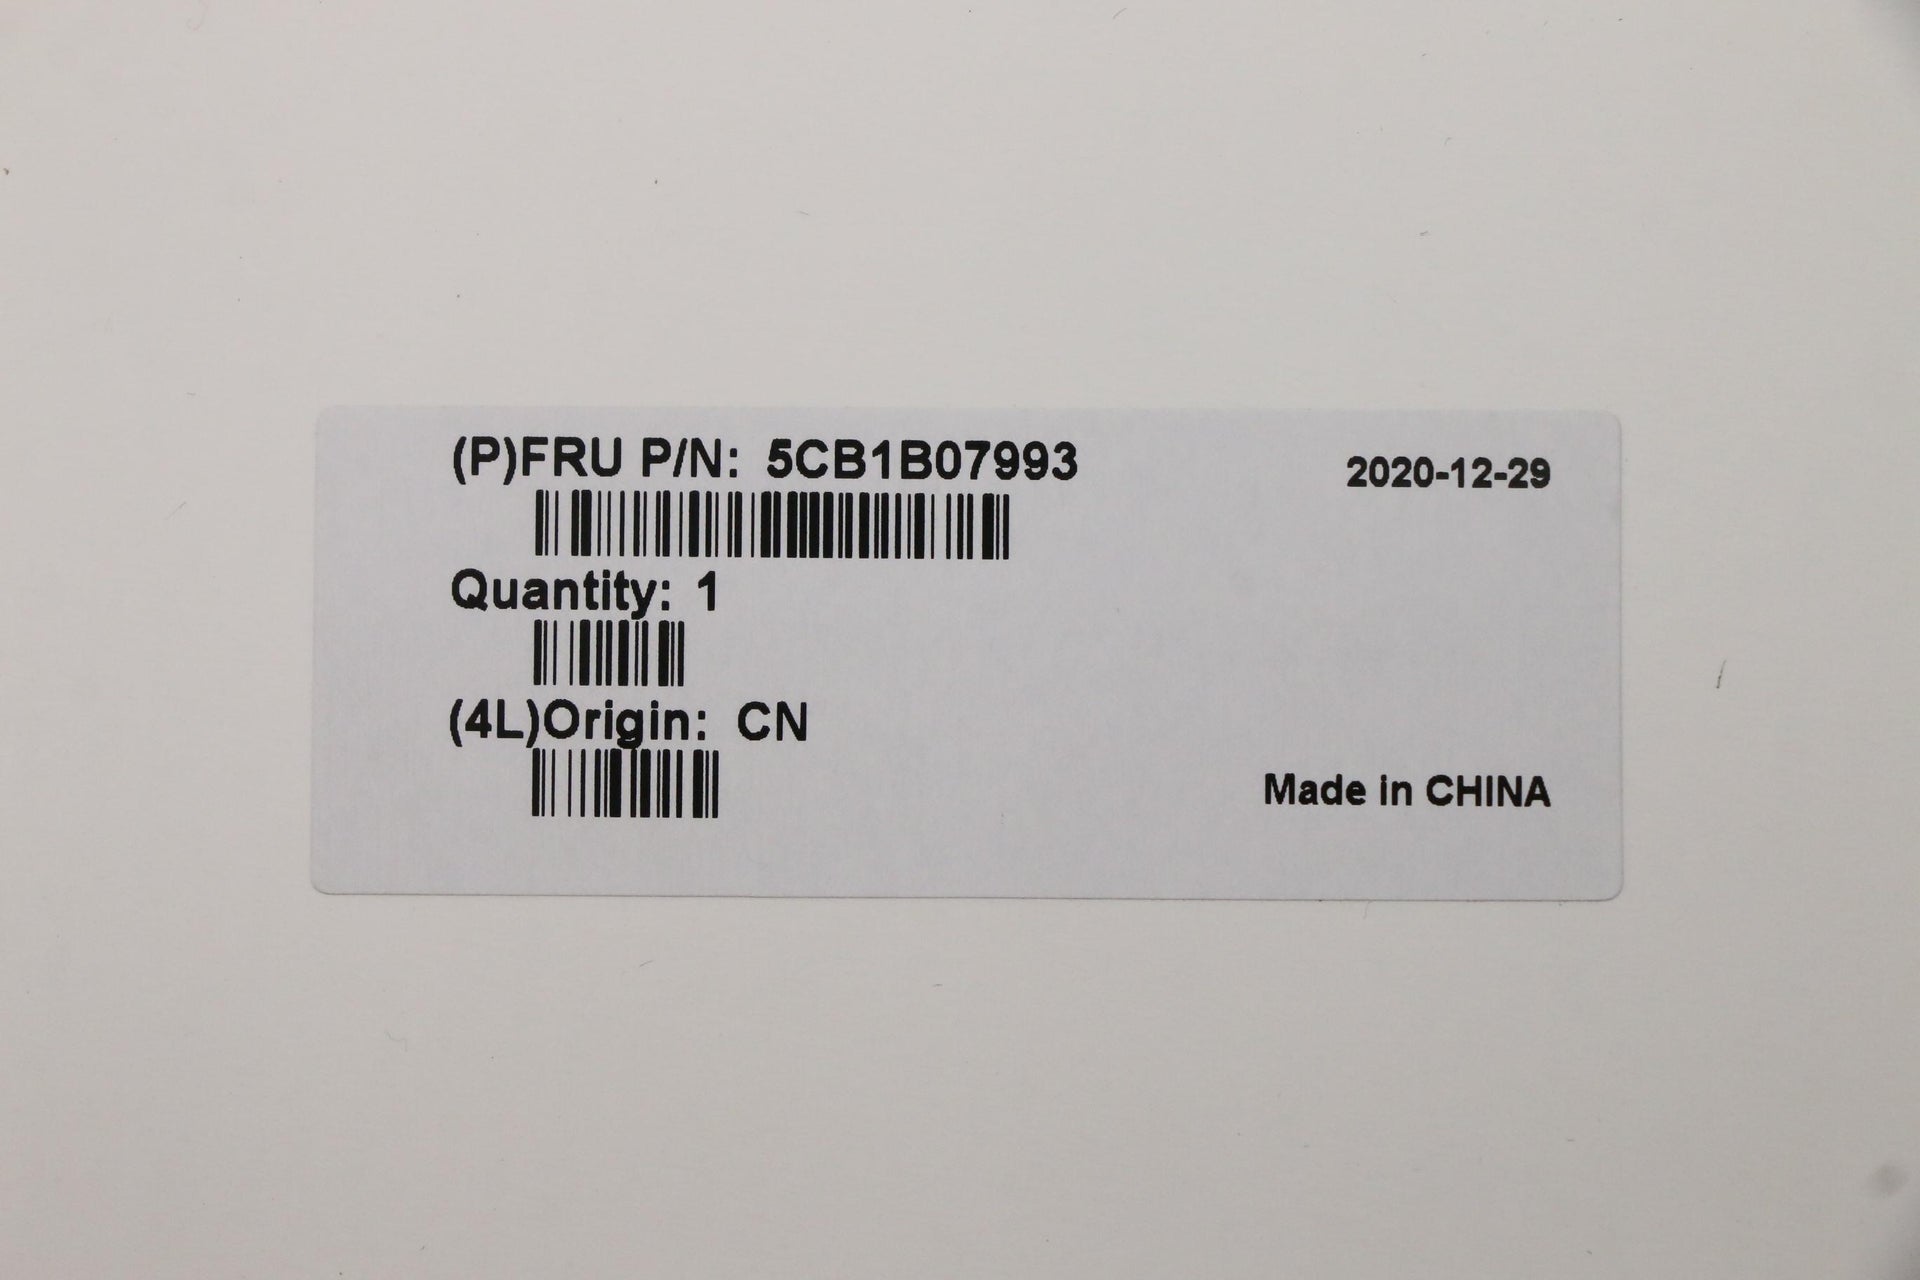 (P)FRU P/N: 5CB1B07993
2020-12-29
Quantity: 1
(4L)Origin: CN
Made in CHINA